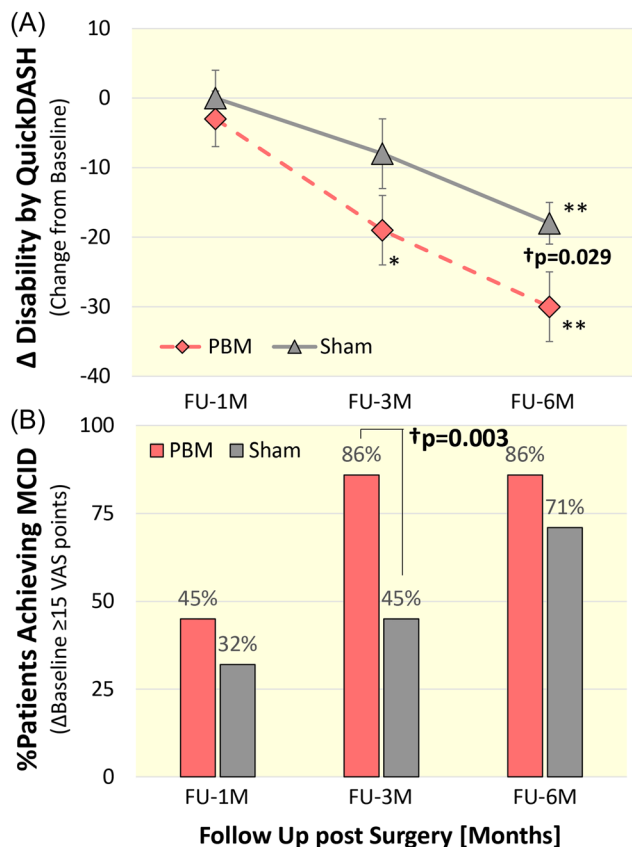 (A)
Δ Disability by QuickDASH
(Change from Baseline)
10
0
-10
-20
-30
-40
**
†p=0.029
*
**
PBM
Sham
FU-1M
FU-3M
FU-6M
(B)
%Patients Achieving MCID
(ΔBaseline ≥15 VAS points)
100
75
50
25
0
PBM
Sham
†p=0.003
45%
32%
86%
45%
86%
71%
FU-1M
FU-3M
FU-6M
Follow Up post Surgery [Months]